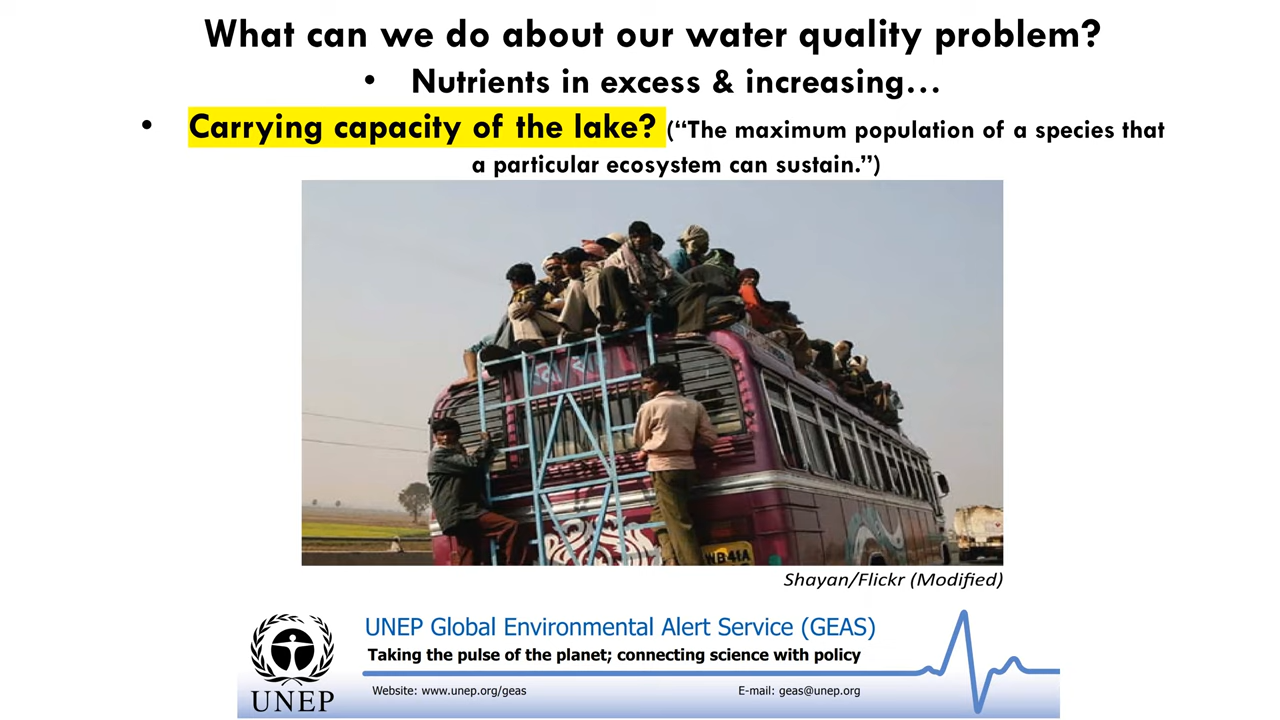 What can we do about our water quality problem?
• Nutrients in excess & increasing…
• Carrying capacity of the lake? (“The maximum population of a species that
a particular ecosystem can sustain.”)
WB41A
Shayan/Flickr (Modified)
UNEP Global Environmental Alert Service (GEAS)
Taking the pulse of the planet; connecting science with policy
Website: www.unep.org/geas E-mail: geas@unep.org
UNEP